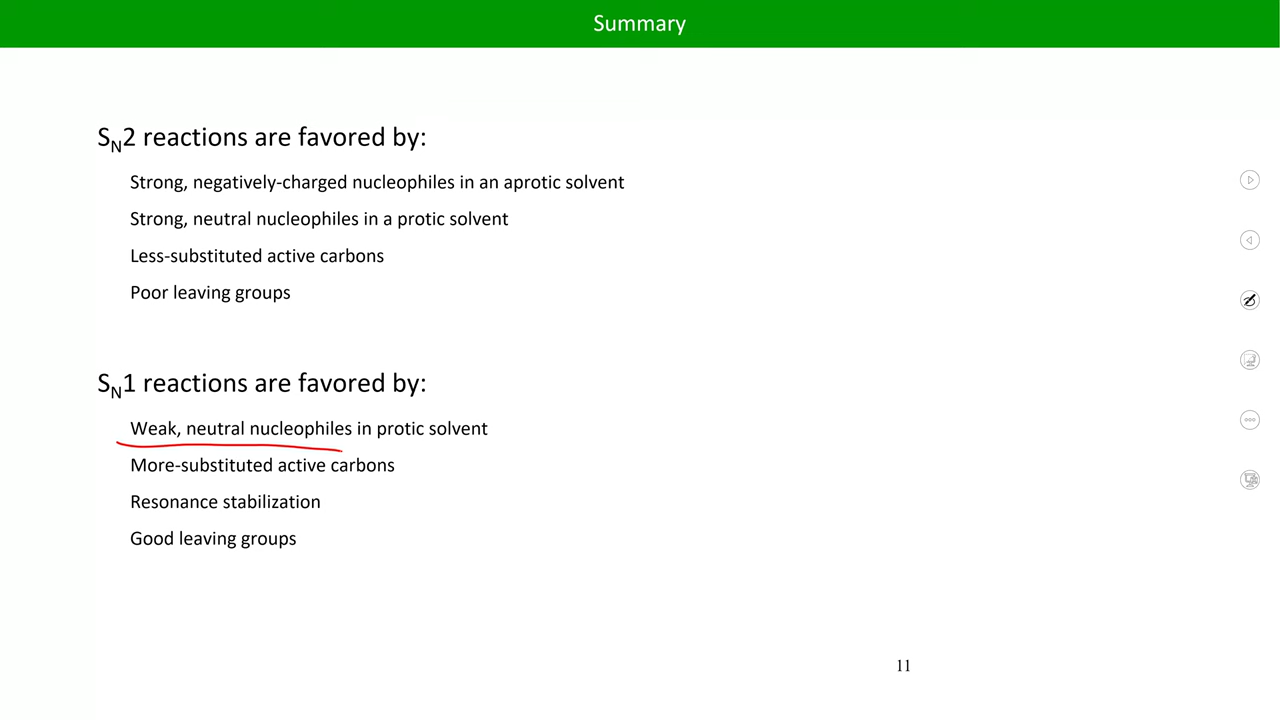 Summary
SN2 reactions are favored by:
Strong, negatively-charged nucleophiles in an aprotic solvent
Strong, neutral nucleophiles in a protic solvent
Less-substituted active carbons
Poor leaving groups
SN1 reactions are favored by:
Weak, neutral nucleophiles in protic solvent
More-substituted active carbons
Resonance stabilization
Good leaving groups
11